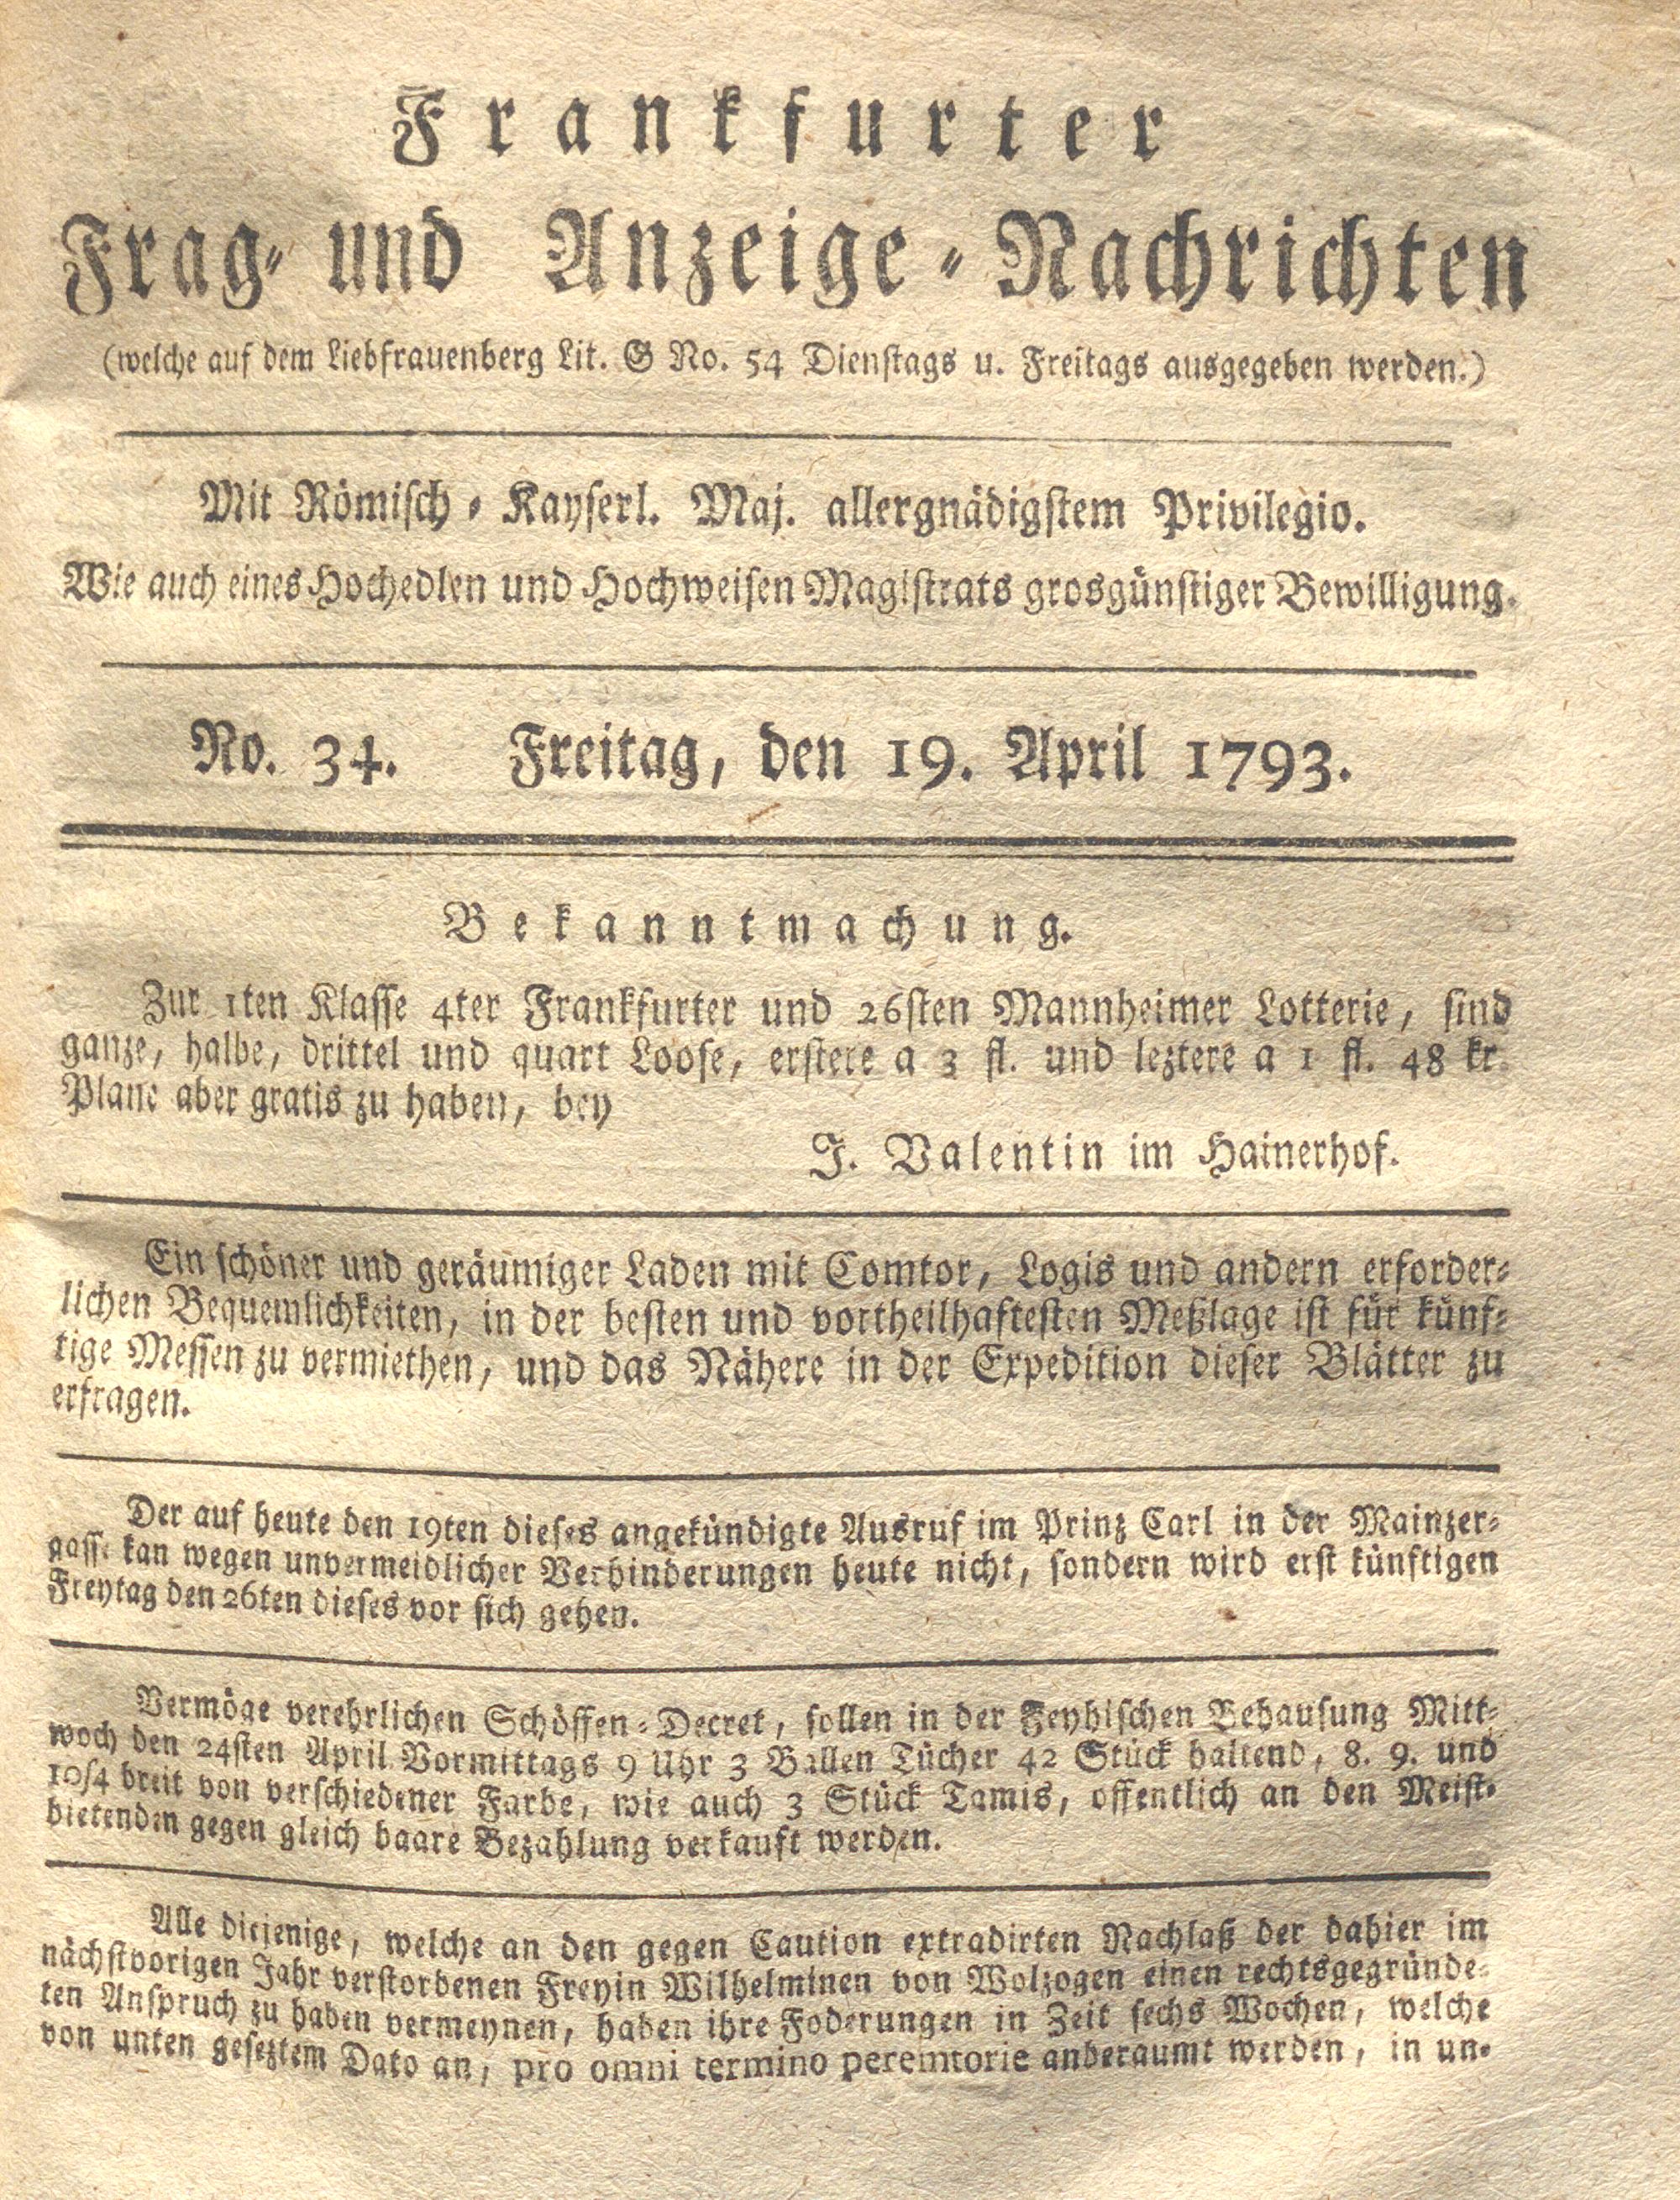 Frankfurter
Frag- und Anzeige-Nachrichten
(welche auf dem Liebfrauenberg Lit. G No. 54 Dienstags u. Freitags ausgegeben werden.)
Mit Römisch-Kayserl. Maj. allergnädigstem Privilegio.
Wie auch eines Hochedlen und Hochweisen Magistrats grosgünstiger Bewilligung.
No. 34. Freitag, den 19. April 1793.
Bekanntmachung.
Zur 1ten Klasse 4ter Frankfurter und 26sten Mannheimer Lotterie, sind
ganze, halbe, drittel und quart Loose, erstere a 3 fl. und leztere a 1 fl. 48 kr.
Plane aber gratis zu haben, bey
J. Valentin im Hainerhof.
Ein schöner und geräumiger Laden mit Comtor, Logis und andern erforder-
lichen Bequemlichkeiten, in der besten und vortheilhaftesten Meßlage ist für künf-
tige Messen zu vermiethen, und das Nähere in der Expedition dieser Blätter zu
erfragen.
Der auf heute den 19ten dieses angekündigte Ausruf im Prinz Carl in der Mainzer-
gasse kan wegen unvermeidlicher Verhinderungen heute nicht, sondern wird erst künftigen
Freytag den 26ten dieses vor sich gehen.
Vermöge verehrlichen Schöffen-Decret, sollen in der Feyhischen Behausung Mitt-
woch den 24sten April Vormittags 9 Uhr 3 Ballen Tücher 42 Stück haltend, 8. 9. und
10/4 breit von verschiedener Farbe, wie auch 3 Stück Tamis, offentlich an den Meist-
bietenden gegen gleich baare Bezahlung verkauft werden.
Alle diejenige, welche an den gegen Caution extradirten Nachlaß der dahier im
nächstvorigen Jahr verstorbenen Freyin Wilhelminen von Wolzogen einen rechtsgegründe-
ten Anspruch zu haben vermeynen, haben ihre Foderungen in Zeit sechs Wochen, welche
von unten gesetztem Dato an, pro omni termino peremtorie anberaumt werden, in un-